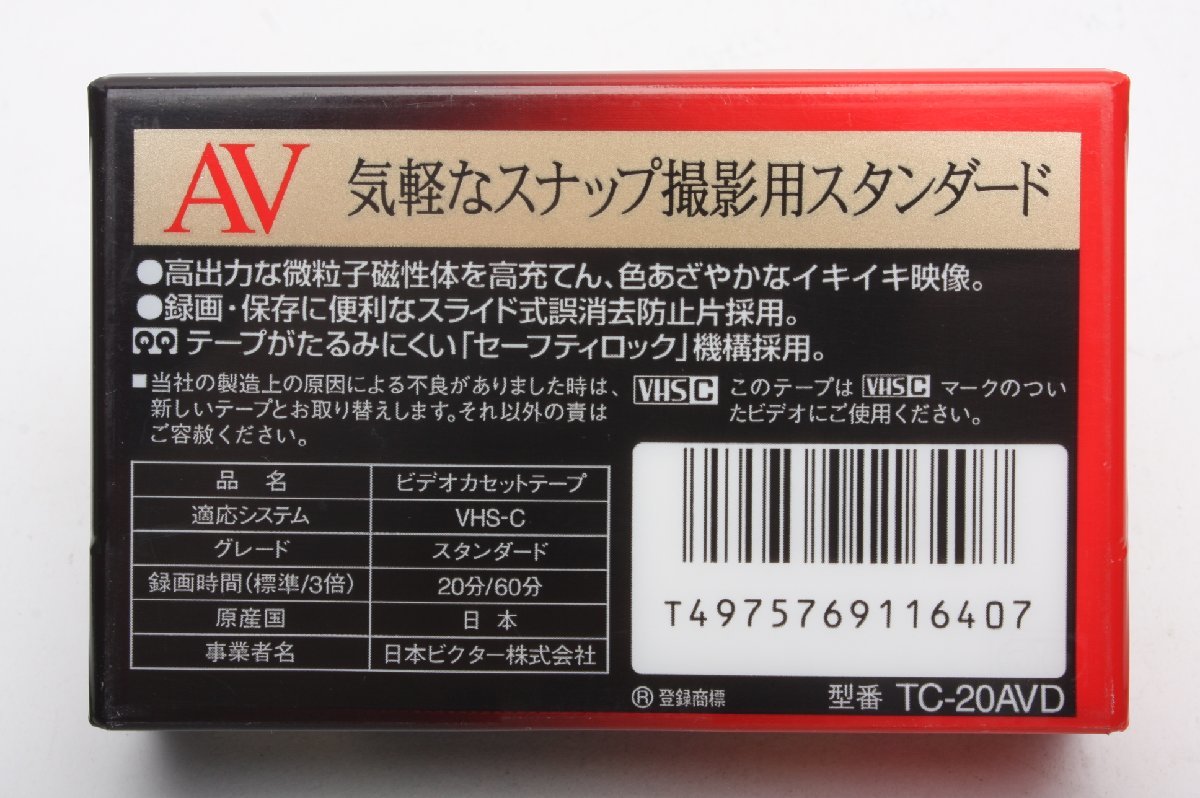 AV 気軽なスナップ撮影用スタンダード
●高出力な微粒子磁性体を高充てん、色あざやかなイキイキ映像。
●録画・保存に便利なスライド式誤消去防止片採用。
テープがたるみにくい「セーフティロック」機構採用。
■当社の製造上の原因による不良がありました時は、
新しいテープとお取り替えします。それ以外の責は
ご容赦ください。
VHS C このテープは VHS C マークのつい
たビデオにご使用ください。
品 名 ビデオカセットテープ
適応システム VHS-C
グレード スタンダード
録画時間(標準/3倍) 20分/60分
原産国 日 本
事業者名 日本ビクター株式会社
T4975769116407
® 登録商標 型番 TC-20AVD